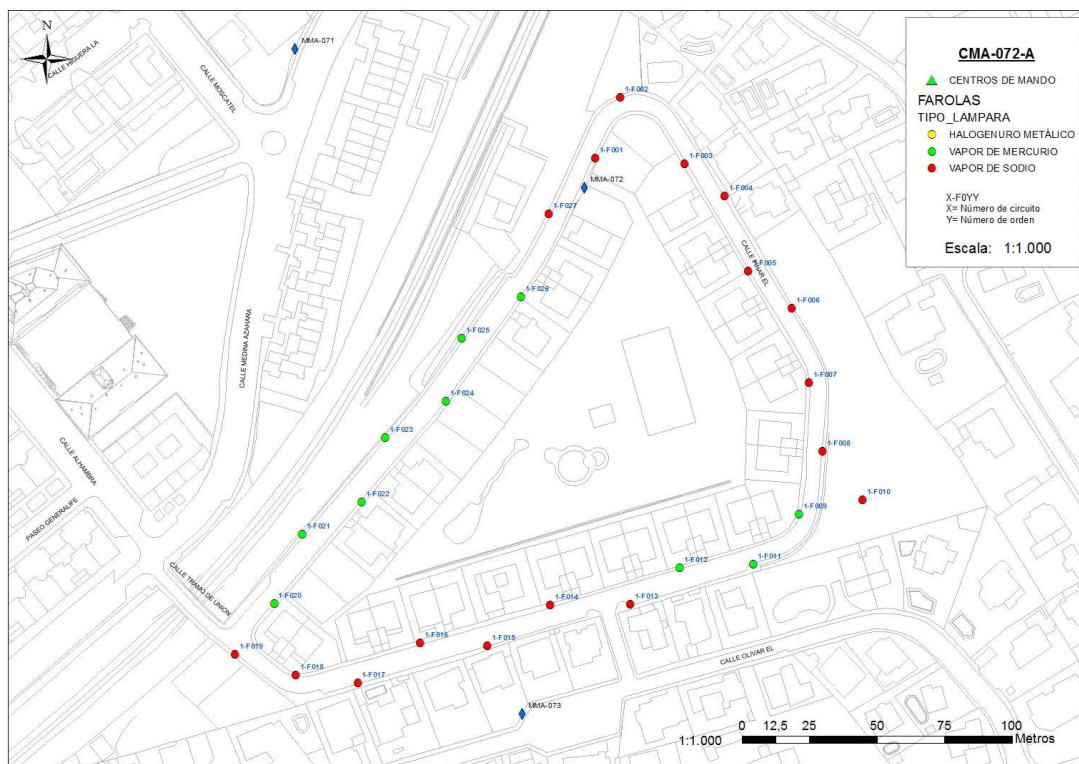 N
CALLE HIGUERA LA
CALLE MOSCATEL
MMA-071
1-F002
1-F001
MMA-072
1-F003
1-F004
1-F027
CALLE PINAR EL
1-F005
1-F026
1-F006
1-F025
CALLE MEDINA AZAHARA
1-F007
1-F024
1-F023
1-F008
CALLE ALHAMBRA
1-F022
1-F010
PASEO GENERALIFE
1-F009
1-F021
1-F011
1-F012
CALLE TRAMO DE UNION
1-F020
1-F014
1-F013
1-F016
1-F015
1-F019
CALLE OLIVAR EL
1-F018
1-F017
MMA-073
CMA-072-A
CENTROS DE MANDO
FAROLAS
TIPO_LAMPARA
HALOGENURO METÁLICO
VAPOR DE MERCURIO
VAPOR DE SODIO
X-F0YY
X= Número de circuito
Y= Número de orden
Escala: 1:1.000
0 12,5 25 50 75 100
1:1.000 Metros